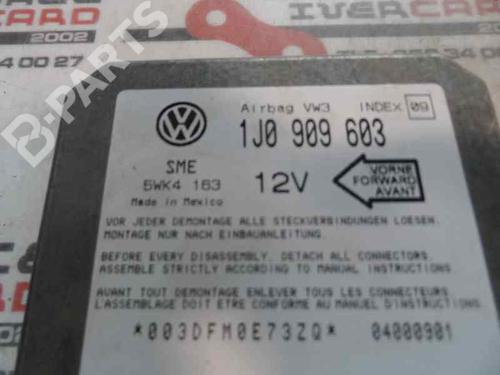 IVERCARD
2002
B-PARTS
Airbag VW3 INDEX 09
1J0 909 603
SME
5WK4 163
12V
VORNE
FORWARD
AVANT
Made in Mexico
VOR JEDER DEMONTAGE ALLE STECKVERBINDUNGEN LOESEN.
MONTAGE NUR NACH EINBAUANLEITUNG.
BEFORE EVERY DISASSEMBLY. DETACH ALL CONNECTORS.
ASSEMBLE STRICTLY ACCORDING TO MANUAL INSTRUCTIONS.
AVANT TOUT DEMONTAGE ENLEVER TOUS LES CONNECTEURS.
L'ASSEMBLAGE DOIT ETRE CONFORME AU MANUEL D'INSTRUCTIONS.
*003DFM0E73ZQ* 04000901